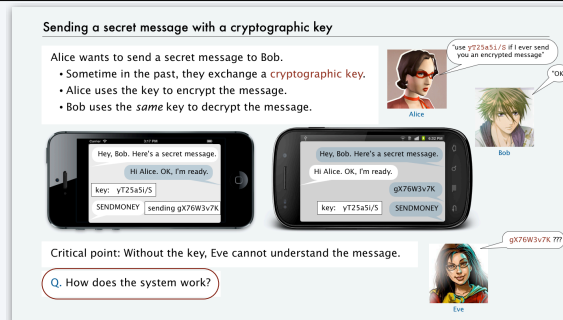 Sending a secret message with a cryptographic key
Alice wants to send a secret message to Bob.
• Sometime in the past, they exchange a cryptographic key.
• Alice uses the key to encrypt the message.
• Bob uses the same key to decrypt the message.
"use yT25a5i/S if I ever send
you an encrypted message"
"OK
Alice
Bob
3:17 PM
Hey, Bob. Here's a secret message.
Hi Alice. OK, I'm ready.
key: yT25a5i/S
SENDMONEY sending gX76W3v7K
Hey, Bob. Here's a secret message.
Hi Alice. OK, I'm ready.
gX76W3v7K
key: yT25a5i/S SENDMONEY
Critical point: Without the key, Eve cannot understand the message.
gX76W3v7K ???
Eve
Q. How does the system work?